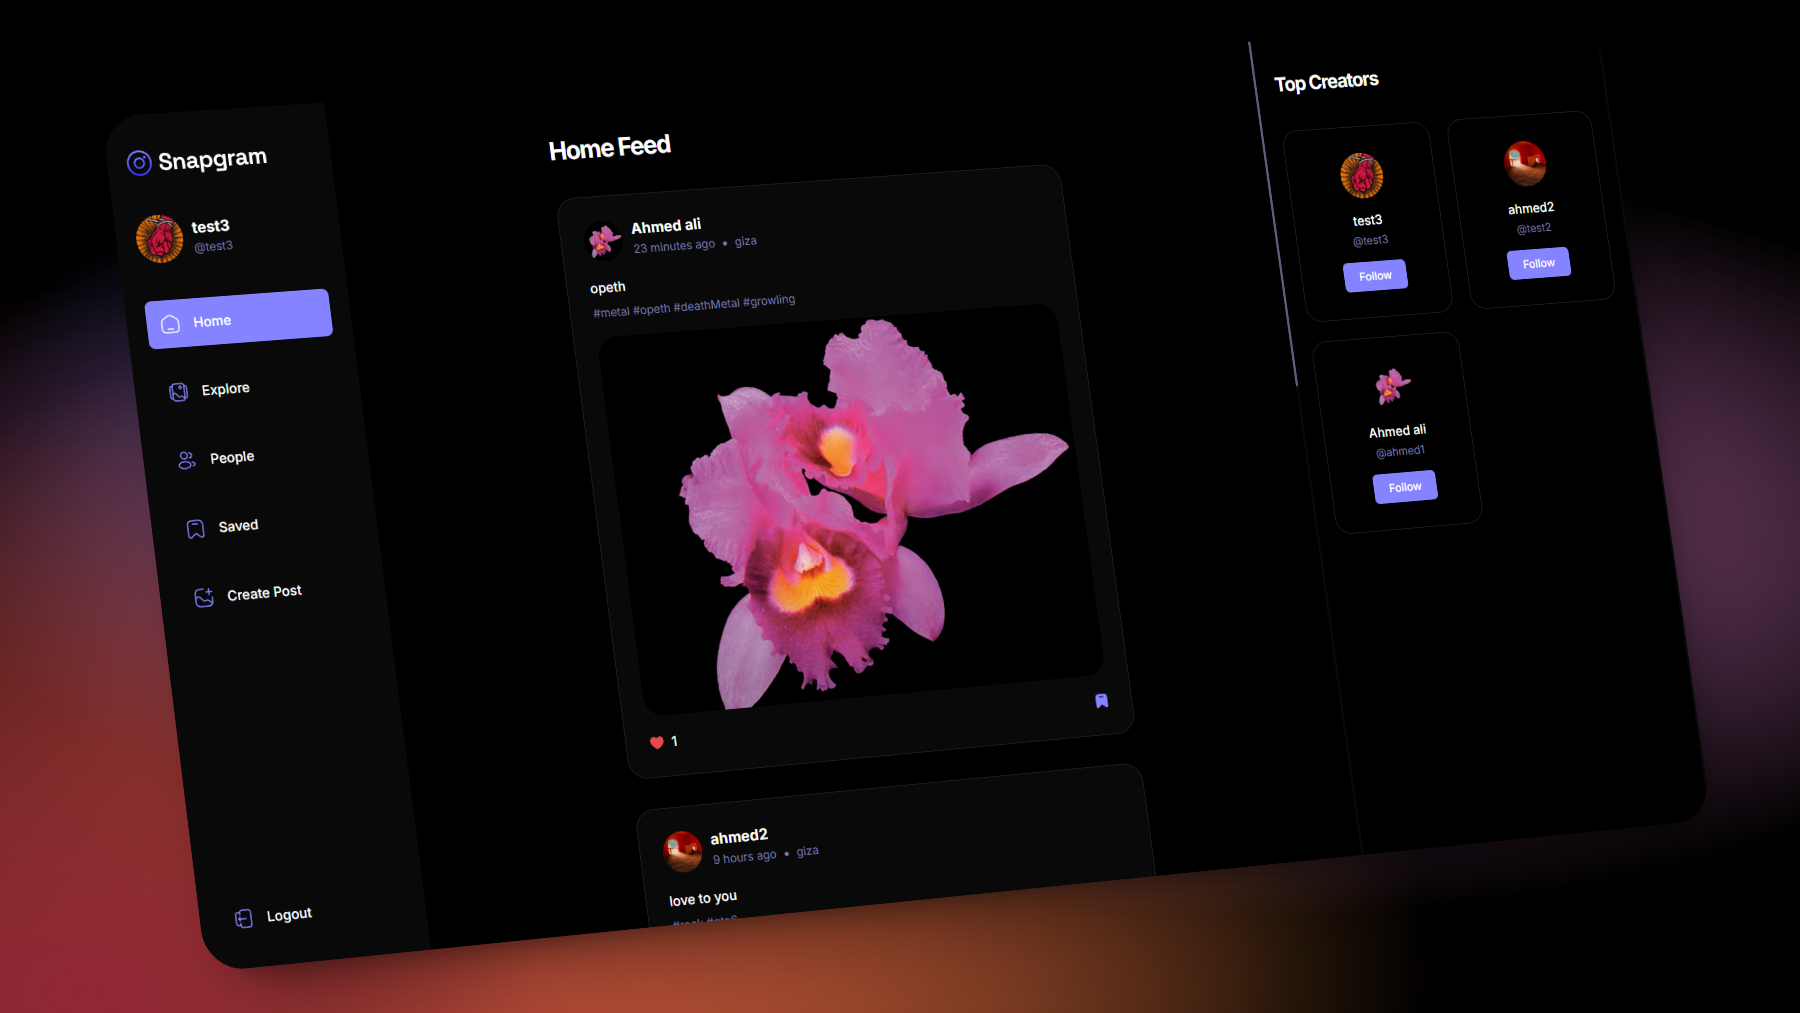 Snapgram
test3
@test3
Home
Explore
People
Saved
Create Post
Logout
Home Feed
Ahmed ali
23 minutes ago • giza
opeth
#metal #opeth #deathMetal #growling
1
ahmed2
9 hours ago • giza
love to you
Top Creators
test3
@test3
Follow
ahmed2
@test2
Follow
Ahmed ali
@ahmed1
Follow